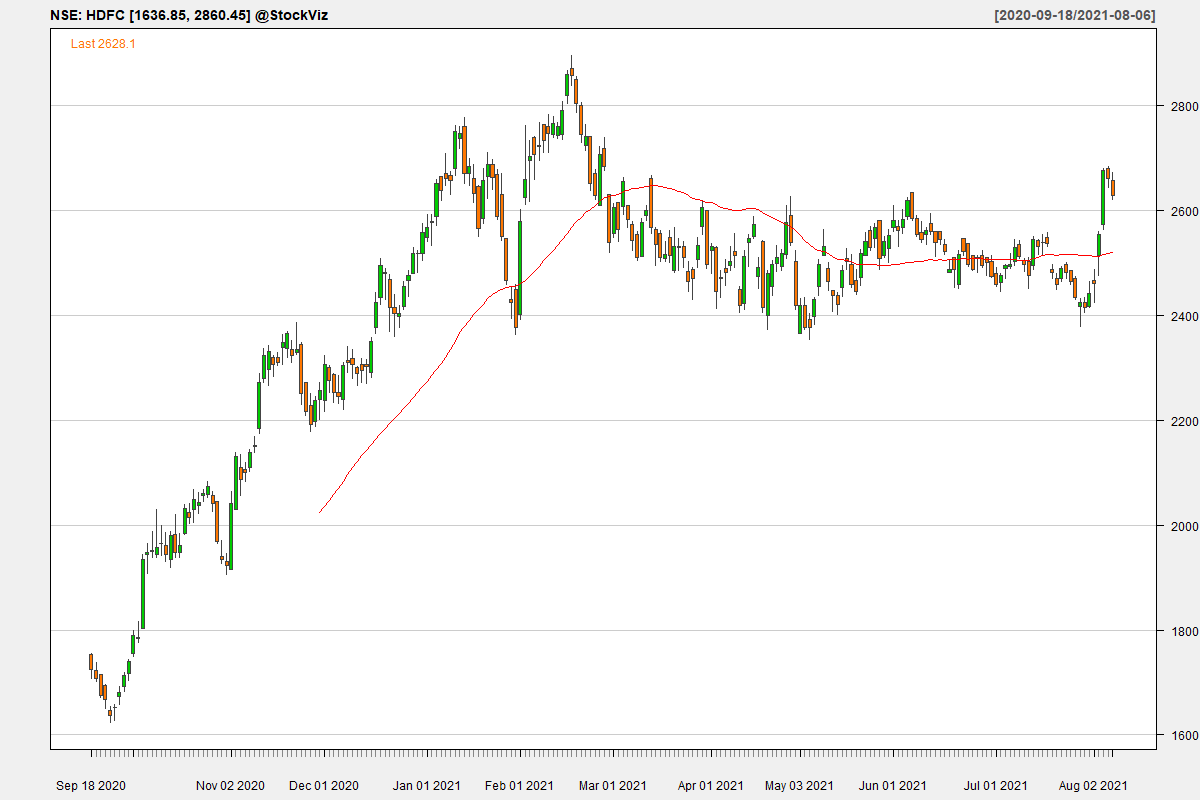 NSE: HDFC [1636.85, 2860.45] @StockViz [2020-09-18/2021-08-06]
Last 2628.1
2800
2600
2400
2200
2000
1800
1600
Sep 18 2020 Nov 02 2020 Dec 01 2020 Jan 01 2021 Feb 01 2021 Mar 01 2021 Apr 01 2021 May 03 2021 Jun 01 2021 Jul 01 2021 Aug 02 2021